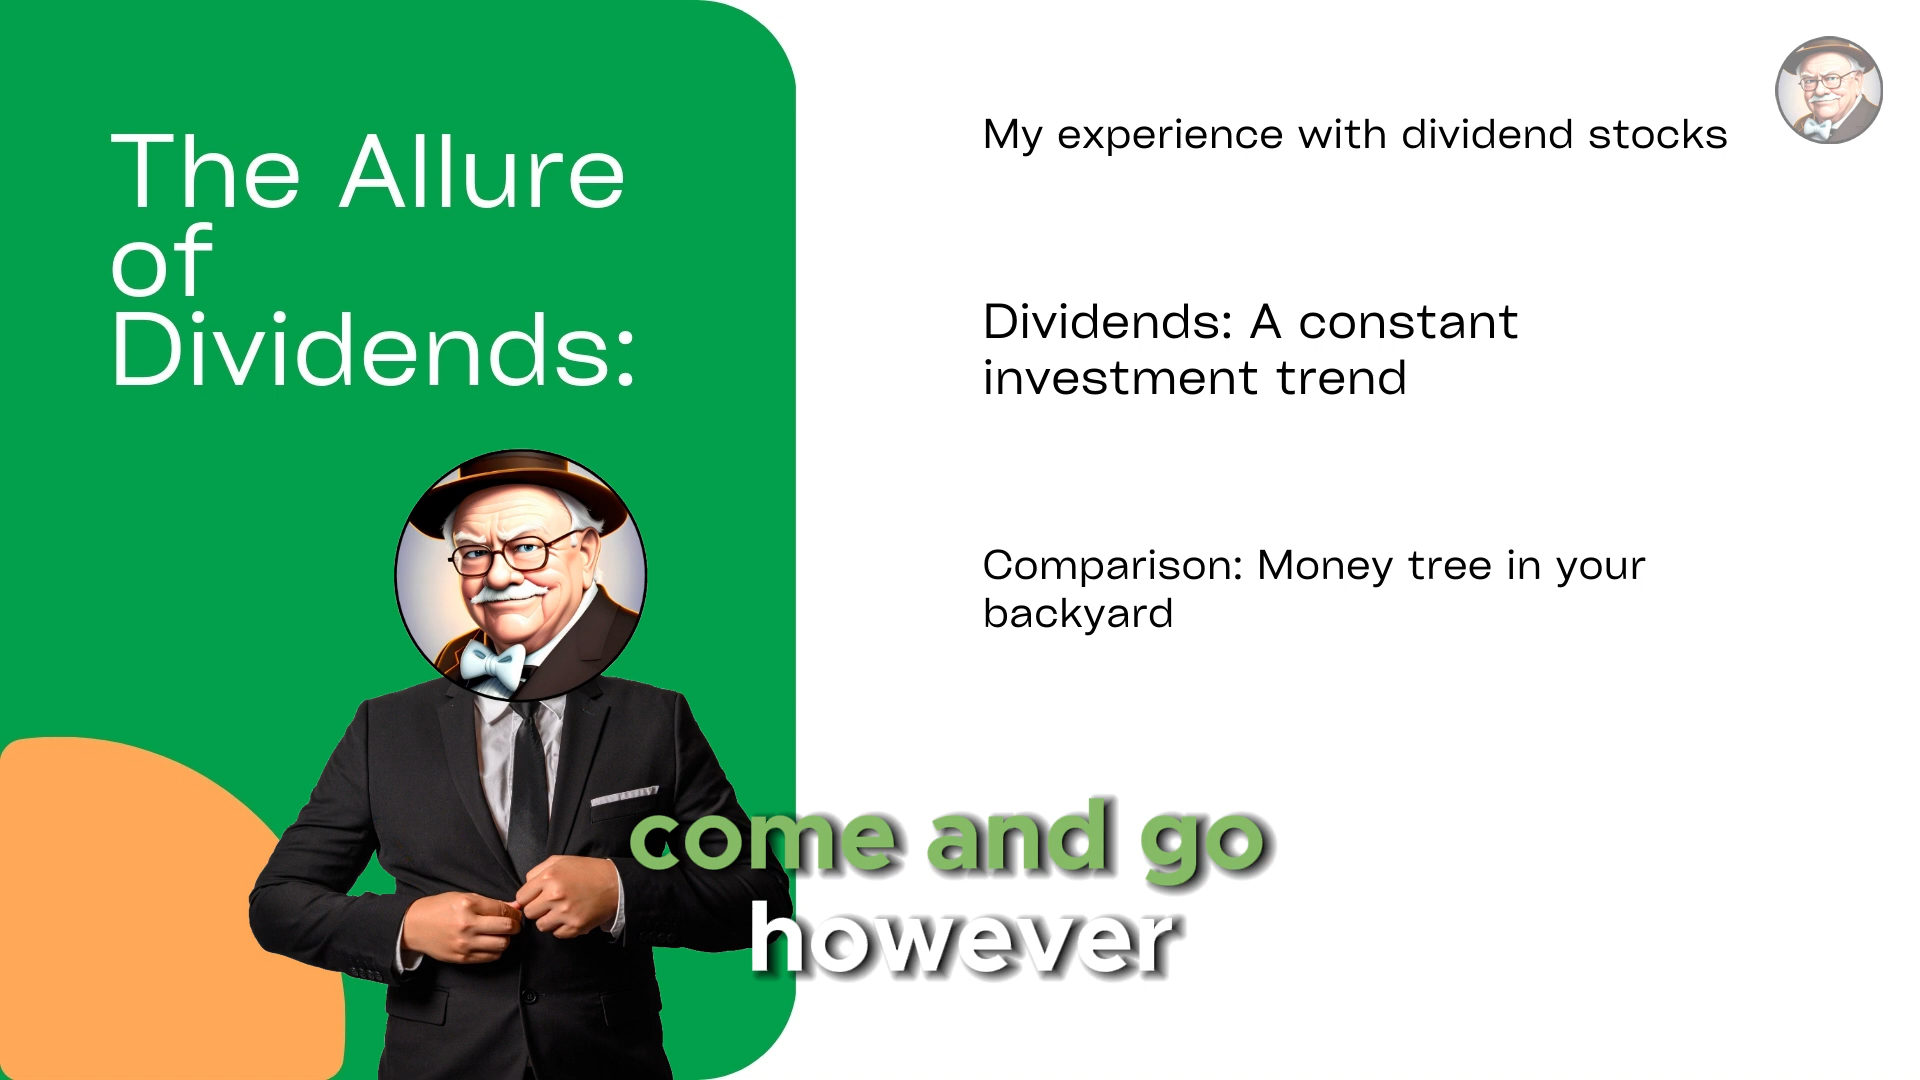 The Allure
of
Dividends:
My experience with dividend stocks
Dividends: A constant
investment trend
Comparison: Money tree in your
backyard
come and go
however